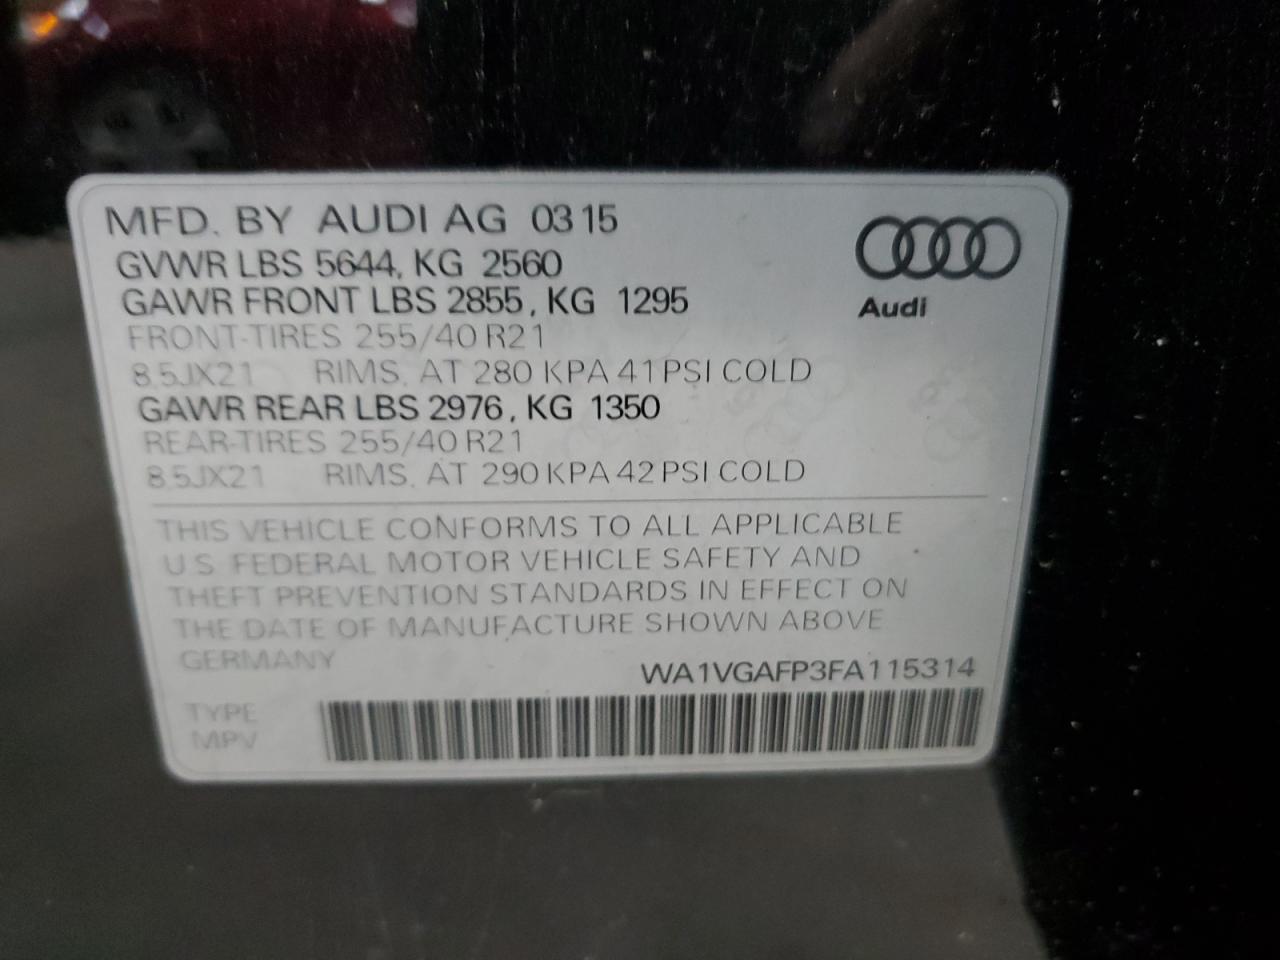 MFD. BY AUDI AG 03 15
GVWR LBS 5644, KG 2560
GAWR FRONT LBS 2855, KG 1295
FRONT-TIRES 255/40 R21
8.5JX21 RIMS, AT 280 KPA 41 PSI COLD
GAWR REAR LBS 2976, KG 1350
REAR-TIRES 255/40 R21
8.5JX21 RIMS, AT 290 KPA 42 PSI COLD
Audi
THIS VEHICLE CONFORMS TO ALL APPLICABLE
U.S. FEDERAL MOTOR VEHICLE SAFETY AND
THEFT PREVENTION STANDARDS IN EFFECT ON
THE DATE OF MANUFACTURE SHOWN ABOVE
GERMANY WA1VGAFP3FA115314
TYPE
MPV